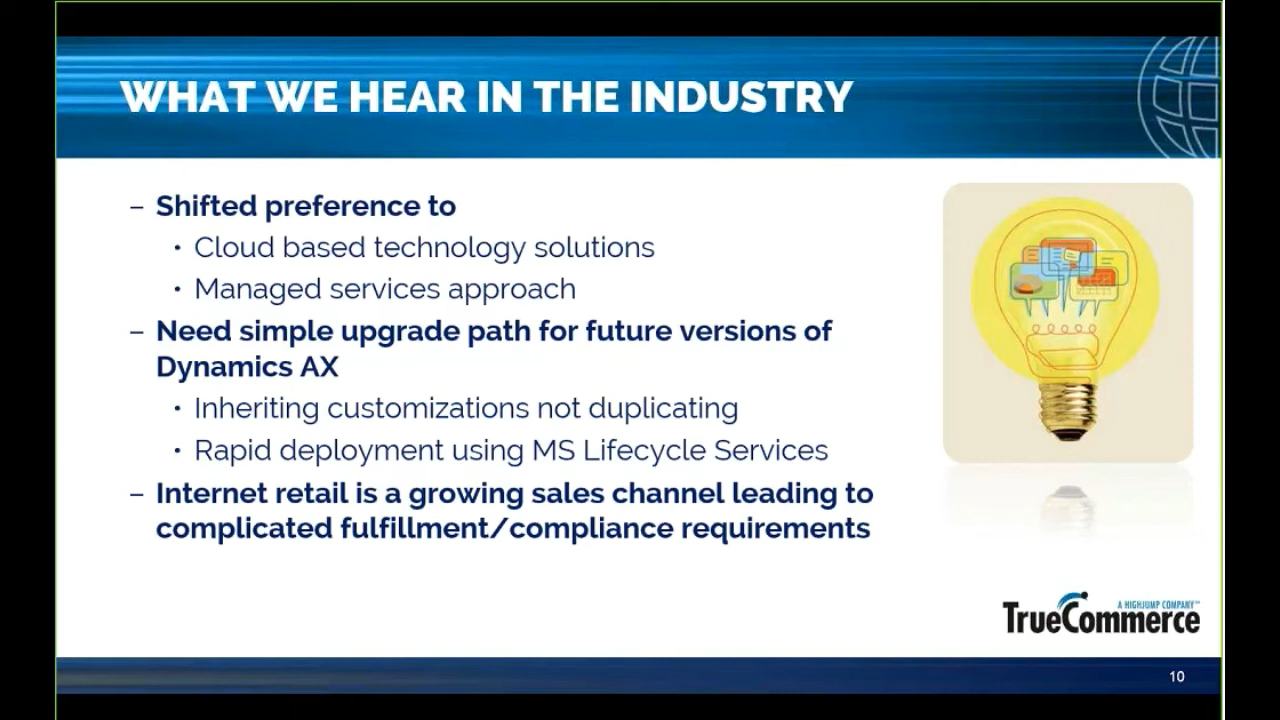 WHAT WE HEAR IN THE INDUSTRY
– Shifted preference to
• Cloud based technology solutions
• Managed services approach
– Need simple upgrade path for future versions of
Dynamics AX
• Inheriting customizations not duplicating
• Rapid deployment using MS Lifecycle Services
– Internet retail is a growing sales channel leading to
complicated fulfillment/compliance requirements
A HIGHJUMP COMPANY™
TrueCommerce
10